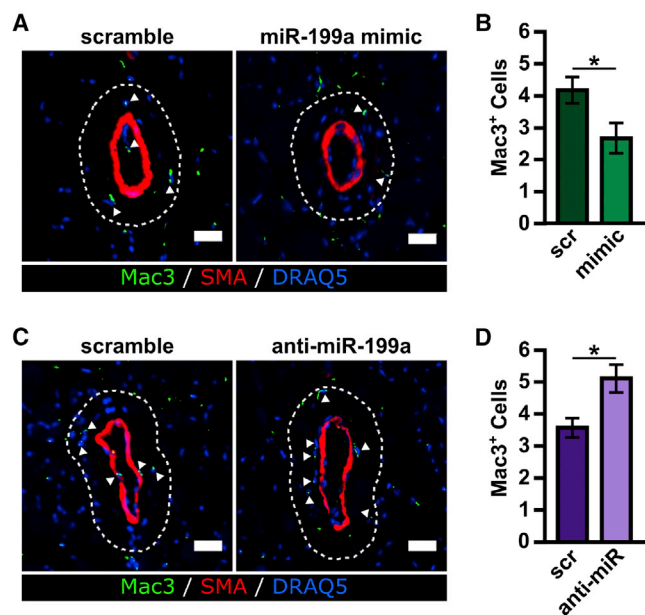 A
scramble
miR-199a mimic
Mac3 / SMA / DRAQ5
B
Mac3⁺ Cells
6
5
4
3
2
1
0
*
scr
mimic
C
scramble
anti-miR-199a
Mac3 / SMA / DRAQ5
D
Mac3⁺ Cells
6
5
4
3
2
1
0
*
scr
anti-miR